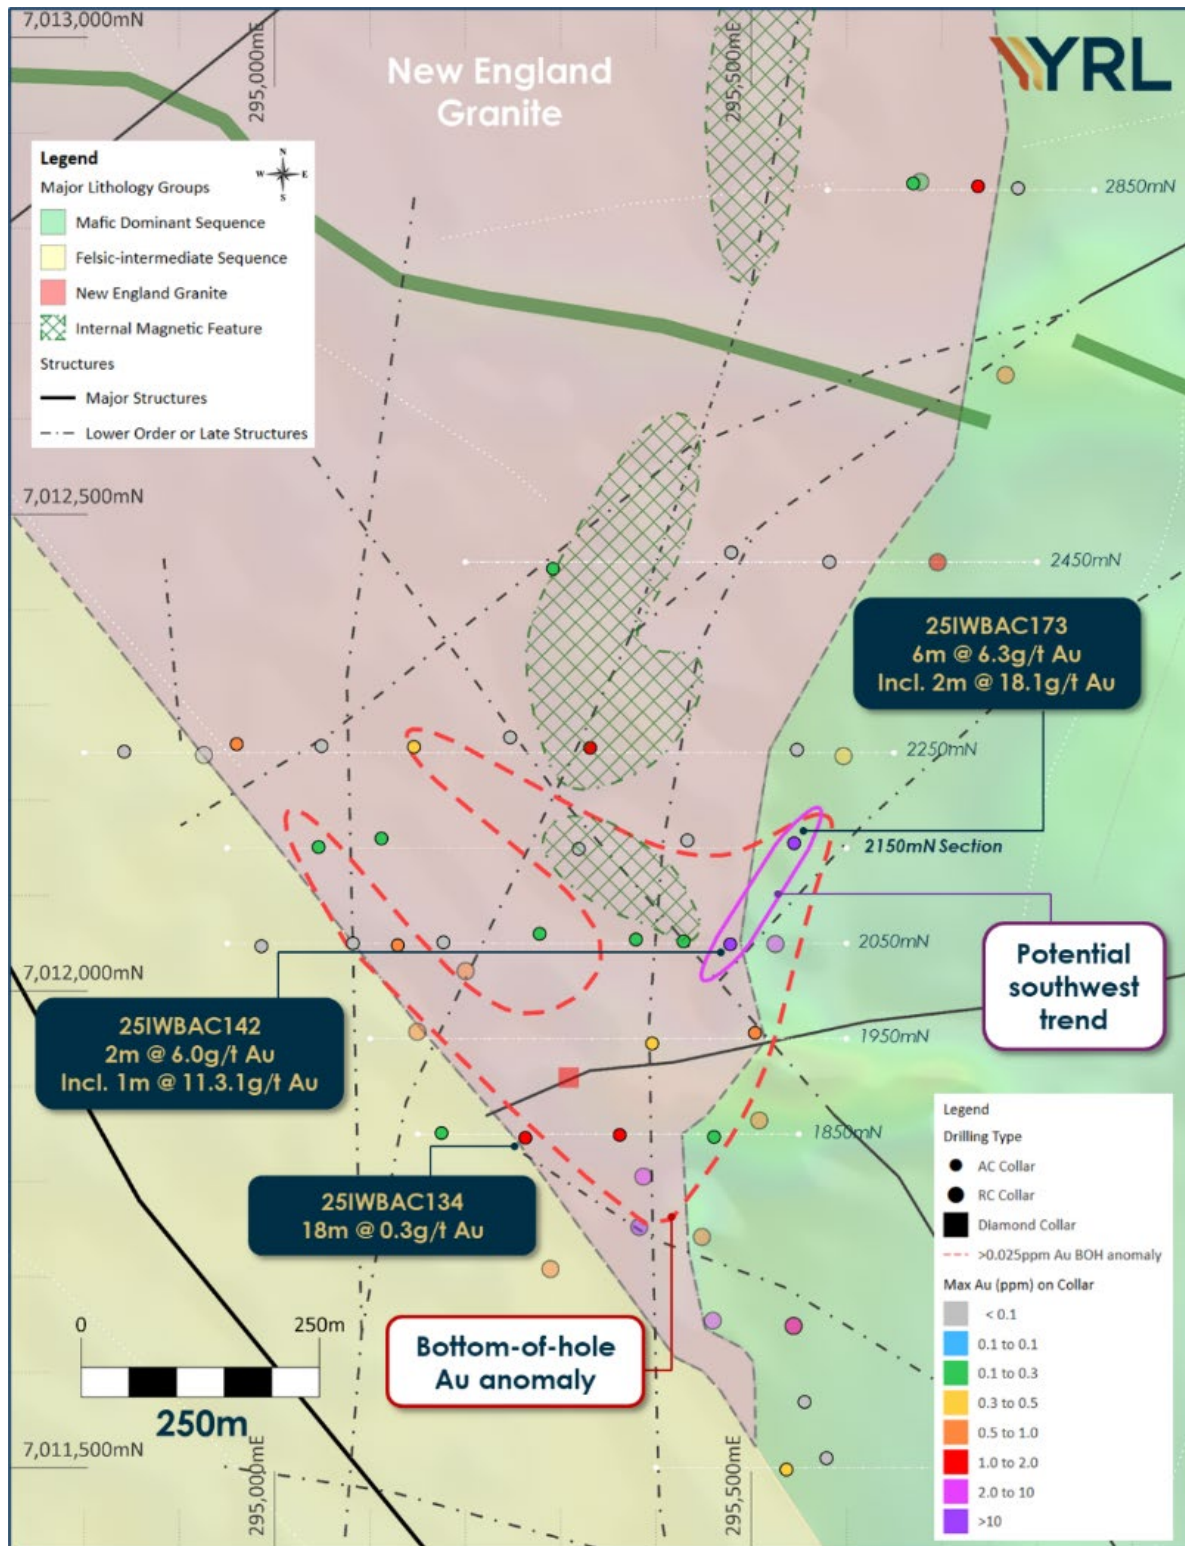 7,013,000mN
295,000mE
295,500mE
New England
Granite
YRL
Legend
N
W
E
S
Major Lithology Groups
Mafic Dominant Sequence
Felsic-intermediate Sequence
New England Granite
Internal Magnetic Feature
Structures
Major Structures
Lower Order or Late Structures
2850mN
7,012,500mN
2450mN
25IWBAC173
6m @ 6.3g/t Au
Incl. 2m @ 18.1g/t Au
2250mN
2150mN Section
2050mN
7,012,000mN
Potential
southwest
trend
25IWBAC142
2m @ 6.0g/t Au
Incl. 1m @ 11.3.1g/t Au
1950mN
1850mN
25IWBAC134
18m @ 0.3g/t Au
Legend
Drilling Type
AC Collar
RC Collar
Diamond Collar
>0.025ppm Au BOH anomaly
Max Au (ppm) on Collar
< 0.1
0.1 to 0.1
0.1 to 0.3
0.3 to 0.5
0.5 to 1.0
1.0 to 2.0
2.0 to 10
>10
0
250m
250m
Bottom-of-hole
Au anomaly
7,011,500mN
295,000mE
295,500mE